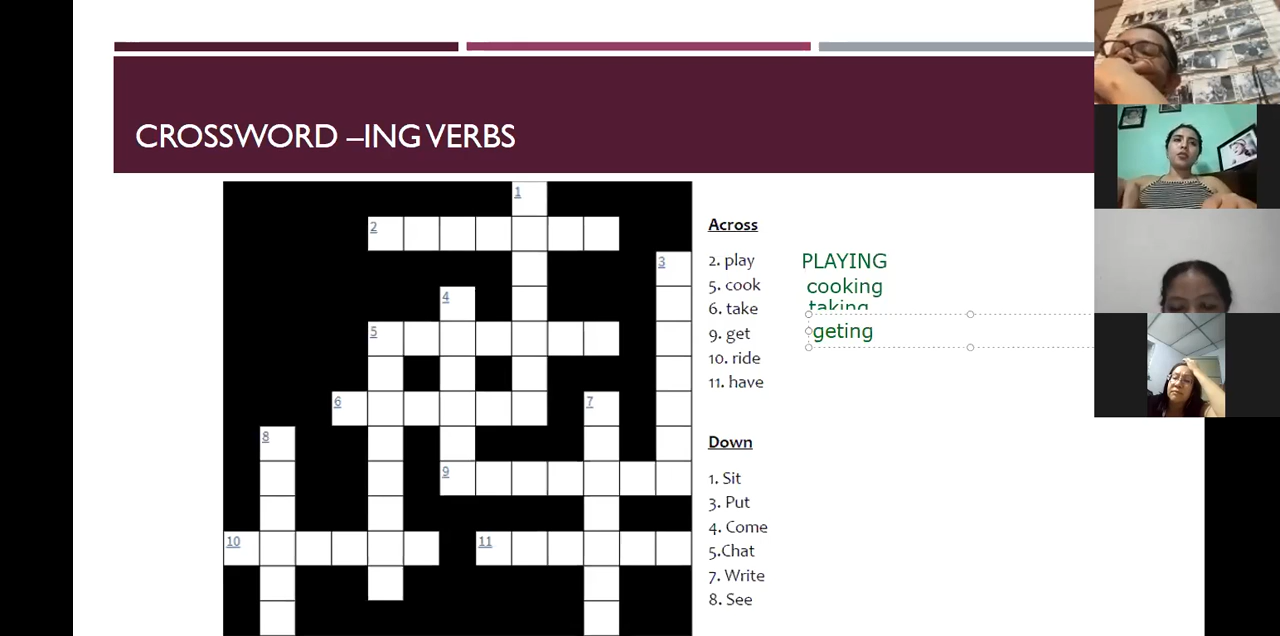 CROSSWORD –ING VERBS
1
2
3
4
5
6
7
8
9
10
11
Across
2. play PLAYING
5. cook cooking
6. take taking
9. get geting
10. ride
11. have
Down
1. Sit
3. Put
4. Come
5.Chat
7. Write
8. See